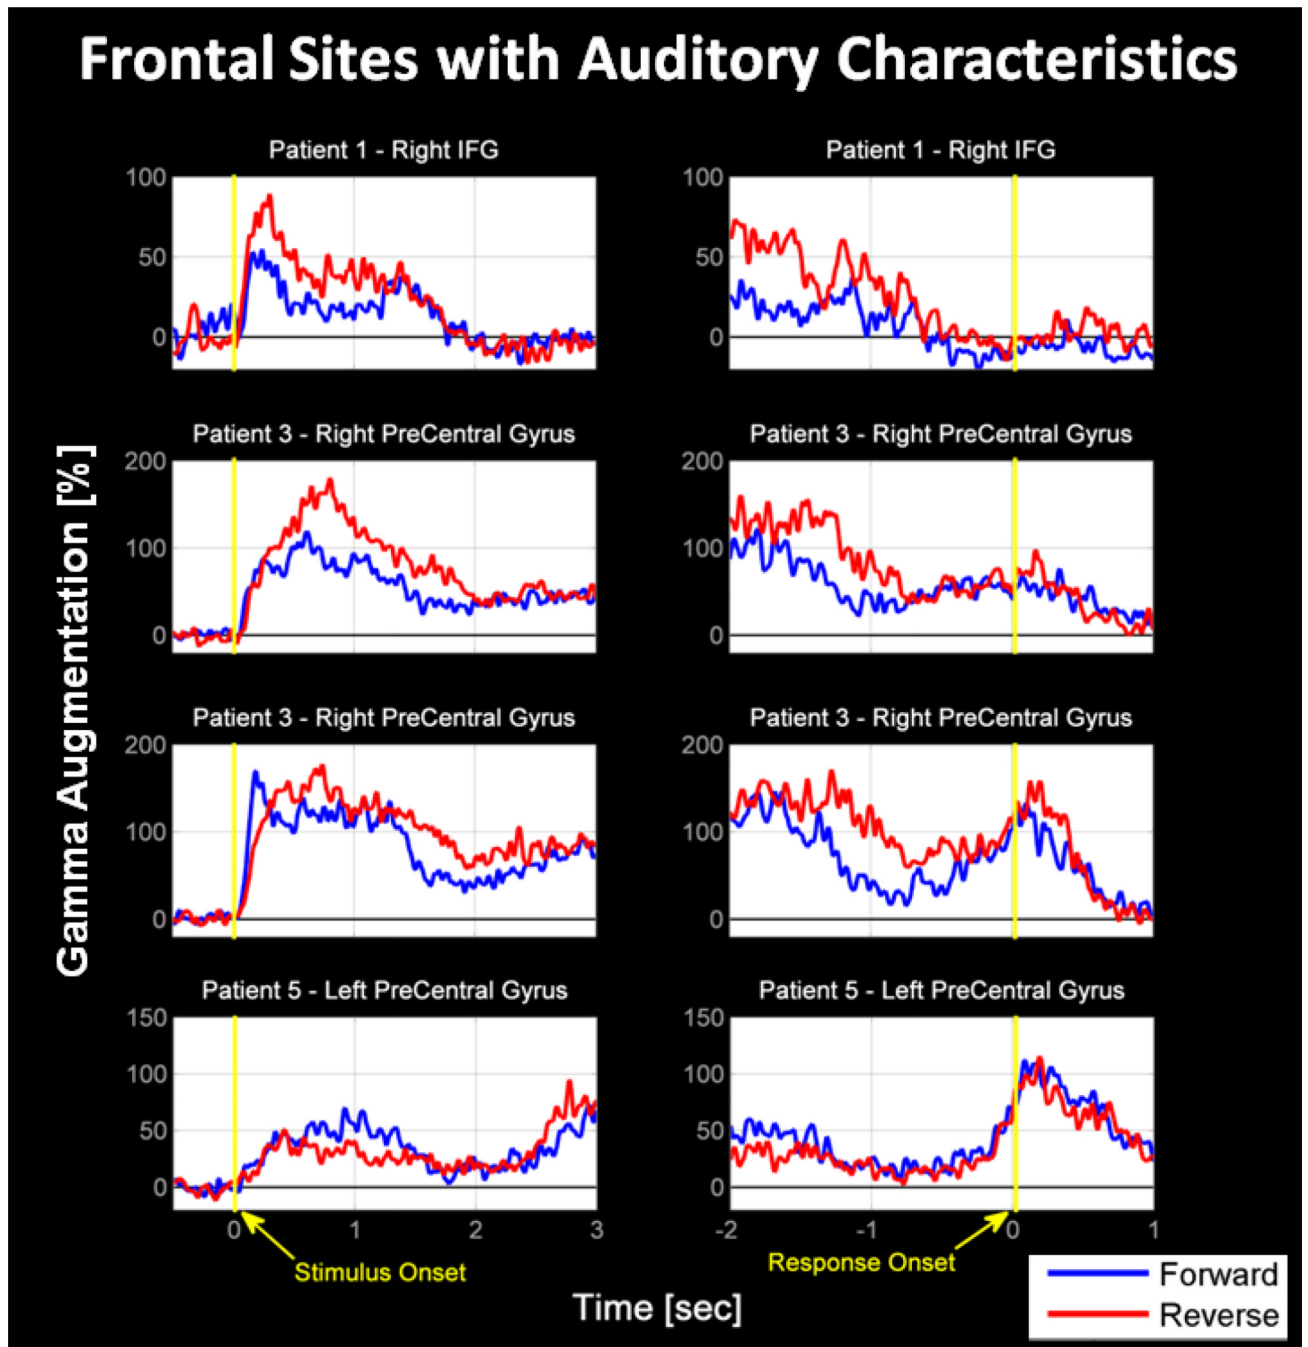 Frontal Sites with Auditory Characteristics
Patient 1 - Right IFG
100
50
0
Patient 1 - Right IFG
100
50
0
Patient 3 - Right PreCentral Gyrus
200
100
0
Patient 3 - Right PreCentral Gyrus
200
100
0
Gamma Augmentation [%]
Patient 3 - Right PreCentral Gyrus
200
100
0
Patient 3 - Right PreCentral Gyrus
200
100
0
Patient 5 - Left PreCentral Gyrus
150
100
50
0
0 1 2 3
Stimulus Onset
Patient 5 - Left PreCentral Gyrus
150
100
50
0
-2 -1 0 1
Response Onset
Time [sec]
Forward
Reverse